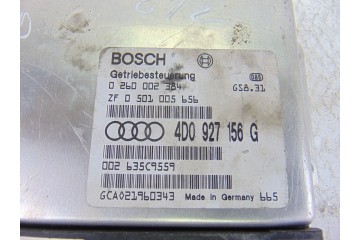 BOSCH
Getriebesteuerung
0 260 002 384 GS8.31
ZF 0 501 005 656
4D0 927 156 G
002 635C9559
GCA021960343 Made in Germany 665